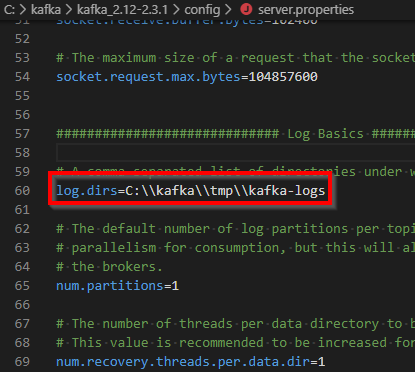 C: > kafka > kafka_2.12-2.3.1 > config > server.properties
51 socket.receive.buffer.bytes=102400
52
53 # The maximum size of a request that the socket
54 socket.request.max.bytes=104857600
55
56
57 ############################# Log Basics #######
58
59 # A comma separated list of directories under
60 log.dirs=C:\\kafka\\tmp\\kafka-logs
61
62 # The default number of log partitions per topi
63 # parallelism for consumption, but this will al
64 # the brokers.
65 num.partitions=1
66
67 # The number of threads per data directory to b
68 # This value is recommended to be increased for
69 num.recovery.threads.per.data.dir=1